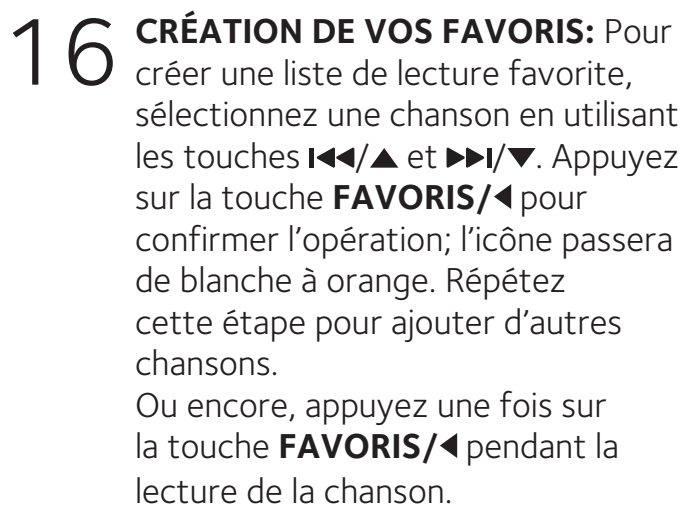 16 CRÉATION DE VOS FAVORIS: Pour
créer une liste de lecture favorite,
sélectionnez une chanson en utilisant
les touches I◀◀/▲ et ▶▶I/▼. Appuyez
sur la touche FAVORIS/◀ pour
confirmer l’opération; l’icône passera
de blanche à orange. Répétez
cette étape pour ajouter d’autres
chansons.
Ou encore, appuyez une fois sur
la touche FAVORIS/◀ pendant la
lecture de la chanson.